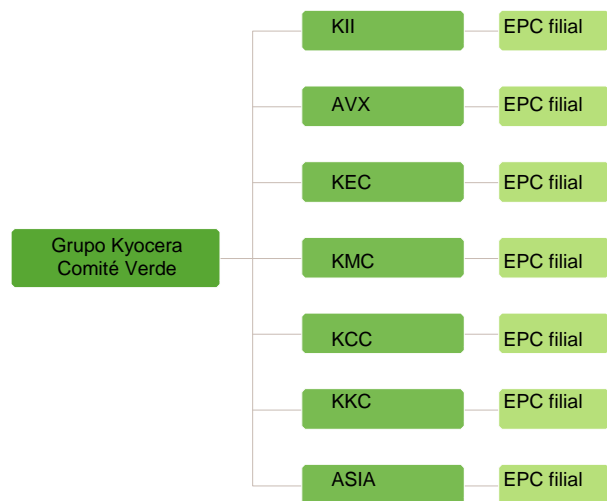 KII
EPC filial
AVX
EPC filial
KEC
EPC filial
Grupo Kyocera
Comité Verde
KMC
EPC filial
KCC
EPC filial
KKC
EPC filial
ASIA
EPC filial